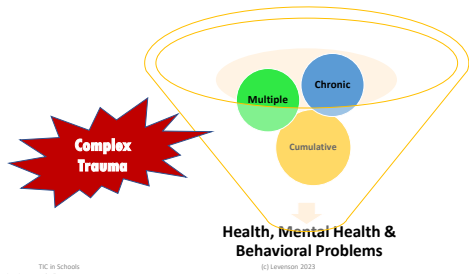 Chronic
Multiple
Complex
Trauma
Cumulative
Health, Mental Health &
Behavioral Problems
TIC in Schools
(c) Levenson 2023